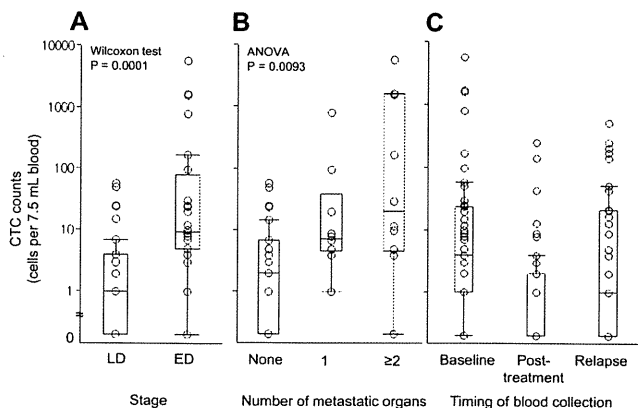 A
B
C
Wilcoxon test
P = 0.0001
ANOVA
P = 0.0093
CTC counts
(cells per 7.5 mL blood)
10000
1000
100
10
1
0
LD ED
Stage
None 1 ≥2
Number of metastatic organs
Baseline Post-treatment Relapse
Timing of blood collection